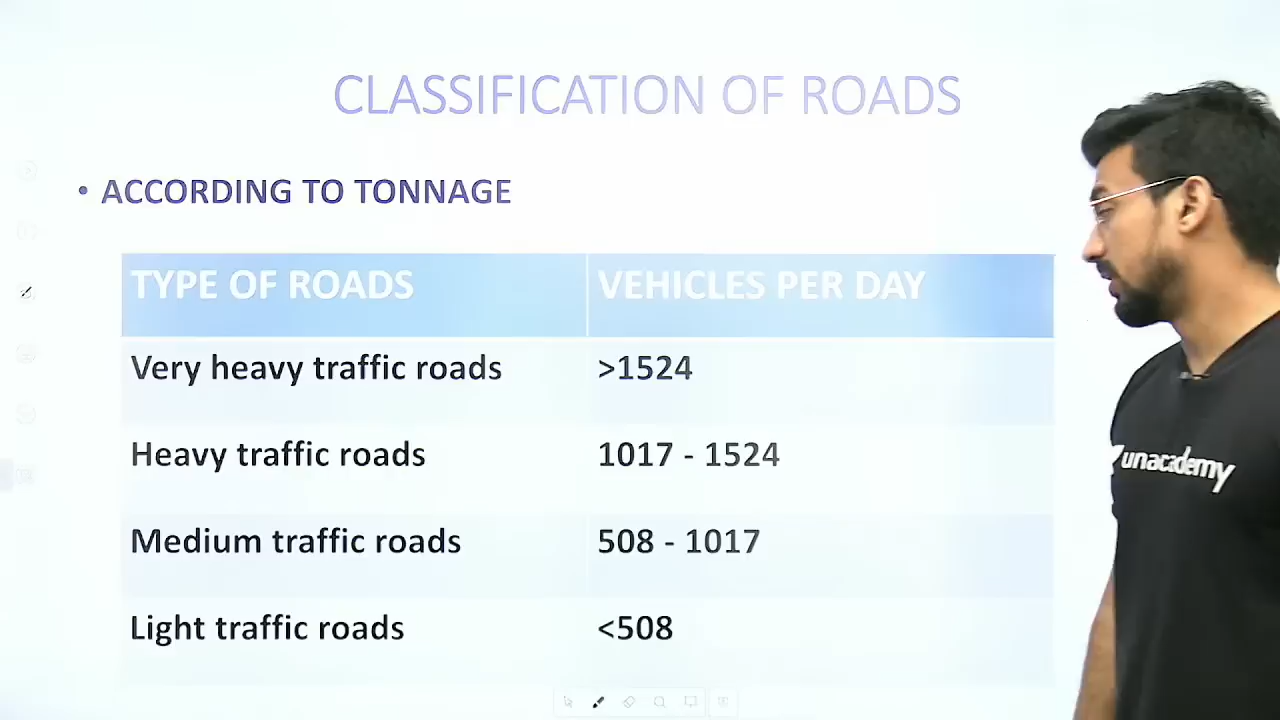 CLASSIFICATION OF ROADS
• ACCORDING TO TONNAGE
TYPE OF ROADS VEHICLES PER DAY
Very heavy traffic roads >1524
Heavy traffic roads 1017 - 1524
Medium traffic roads 508 - 1017
Light traffic roads <508
unacademy